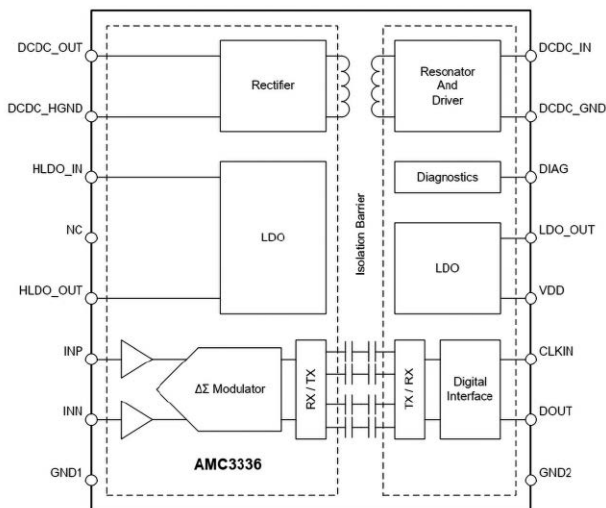 DCDC_OUT
DCDC_HGND
HLDO_IN
NC
HLDO_OUT
INP
INN
GND1
Rectifier
LDO
ΔΣ Modulator
RX / TX
AMC3336
Isolation Barrier
Resonator
And
Driver
Diagnostics
LDO
TX / RX
Digital
Interface
DCDC_IN
DCDC_GND
DIAG
LDO_OUT
VDD
CLKIN
DOUT
GND2